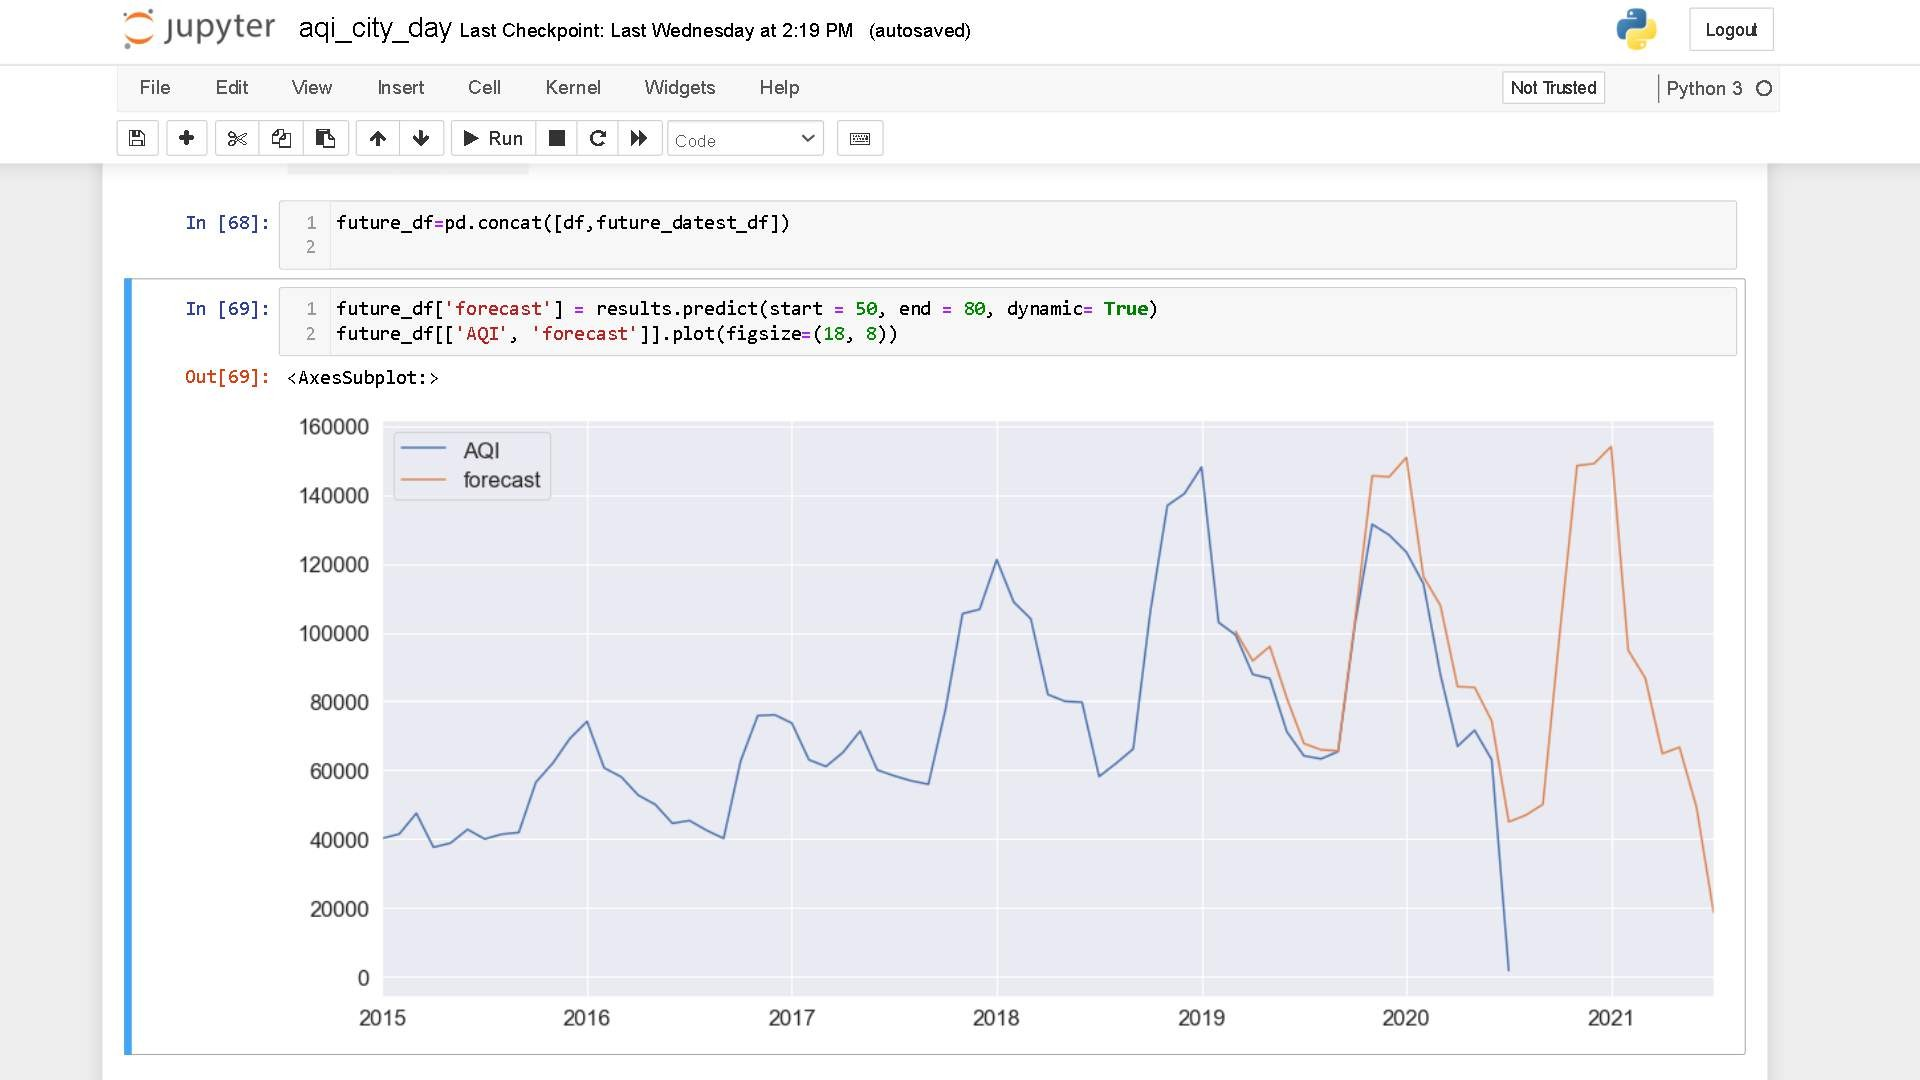 jupyter aqi_city_day Last Checkpoint: Last Wednesday at 2:19 PM (autosaved) Logout
File Edit View Insert Cell Kernel Widgets Help Not Trusted Python 3
Run Code
In [68]: 1 future_df=pd.concat([df,future_datest_df])
2
In [69]: 1 future_df['forecast'] = results.predict(start = 50, end = 80, dynamic= True)
2 future_df[['AQI', 'forecast']].plot(figsize=(18, 8))
Out[69]: <AxesSubplot:>
160000
AQI
forecast
140000
120000
100000
80000
60000
40000
20000
0
2015 2016 2017 2018 2019 2020 2021